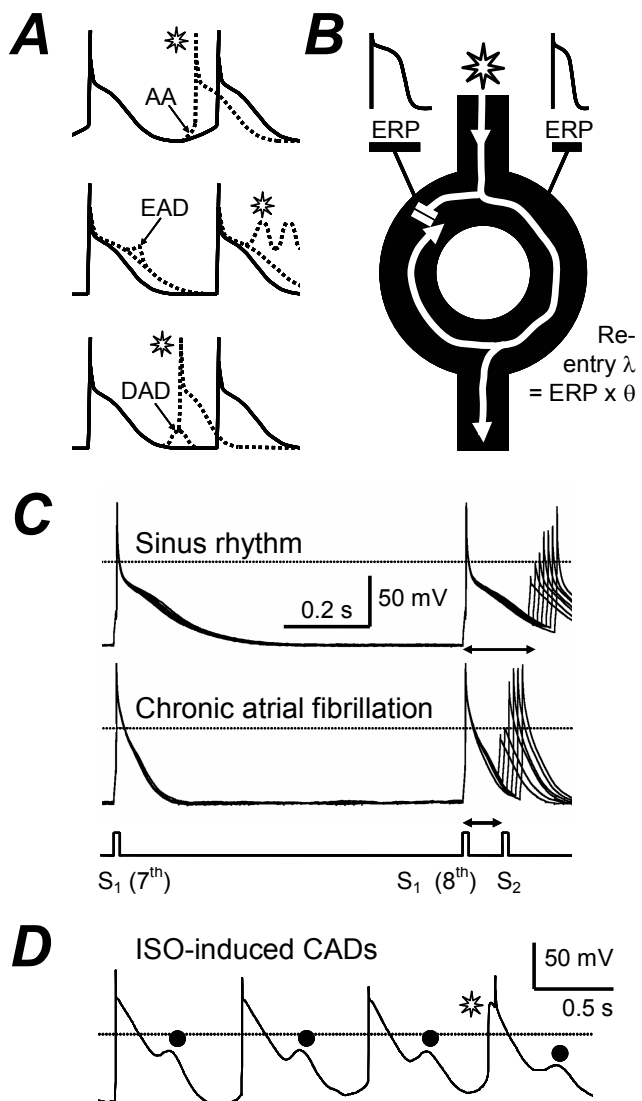 A
AA
EAD
DAD
B
ERP
ERP
Re-
entry λ
= ERP x θ
C
Sinus rhythm
0.2 s
50 mV
Chronic atrial fibrillation
S₁ (7ᵗʰ)
S₁ (8ᵗʰ)
S₂
D
ISO-induced CADs
50 mV
0.5 s